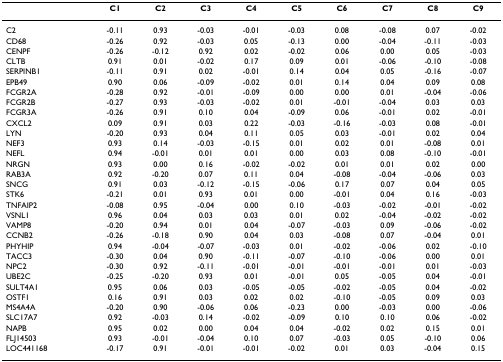 C1 C2 C3 C4 C5 C6 C7 C8 C9
C2 -0.11 0.93 -0.03 -0.01 -0.03 0.08 -0.08 0.07 -0.02
CD68 -0.26 0.92 -0.03 0.05 -0.13 0.00 -0.04 -0.11 -0.03
CENPF -0.26 -0.12 0.92 0.02 -0.02 0.06 0.00 0.05 -0.03
CLTB 0.91 0.01 -0.02 0.17 0.09 0.01 -0.06 -0.10 -0.08
SERPINB1 -0.11 0.91 0.02 -0.01 0.14 0.04 0.05 -0.16 -0.07
EPB49 0.90 0.06 -0.09 -0.02 0.01 0.14 0.04 0.09 0.08
FCGR2A -0.28 0.92 -0.01 -0.09 0.00 0.00 0.01 -0.04 -0.06
FCGR2B -0.27 0.93 -0.03 -0.02 0.01 -0.01 -0.04 0.03 0.03
FCGR3A -0.26 0.91 0.10 0.04 -0.09 0.06 -0.01 0.02 -0.01
CXCL2 0.09 0.91 0.03 0.22 -0.03 -0.16 -0.03 0.08 -0.01
LYN -0.20 0.93 0.04 0.11 0.05 0.03 -0.01 0.02 0.04
NEF3 0.93 0.14 -0.03 -0.15 0.01 0.02 0.01 -0.08 0.01
NEFL 0.94 -0.01 0.01 0.01 0.00 0.03 0.08 -0.10 -0.01
NRGN 0.93 0.00 0.16 -0.02 -0.02 0.01 0.01 0.02 0.00
RAB3A 0.92 -0.20 0.07 0.11 0.04 -0.08 -0.04 -0.06 0.03
SNCG 0.91 0.03 -0.12 -0.15 -0.06 0.17 0.07 0.04 0.05
STK6 -0.21 0.01 0.93 0.01 0.00 -0.01 0.04 0.16 -0.03
TNFAIP2 -0.08 0.95 -0.04 0.00 0.10 -0.03 -0.02 -0.01 -0.02
VSNL1 0.96 0.04 0.03 0.03 0.01 0.02 -0.04 -0.02 -0.02
VAMP8 -0.20 0.94 0.01 0.04 -0.07 -0.03 0.09 -0.06 -0.02
CCNB2 -0.26 -0.18 0.90 0.04 0.03 -0.08 0.07 -0.04 0.01
PHYHIP 0.94 -0.04 -0.07 -0.03 0.01 -0.02 -0.06 0.02 -0.10
TACC3 -0.30 0.04 0.90 -0.11 -0.07 -0.10 -0.06 0.00 0.01
NPC2 -0.30 0.92 -0.11 -0.01 -0.01 -0.01 -0.01 0.01 -0.03
UBE2C -0.25 -0.20 0.93 0.01 -0.01 0.05 -0.05 0.04 -0.01
SULT4A1 0.95 0.06 0.03 -0.05 -0.05 -0.02 -0.05 0.04 -0.02
OSTF1 0.16 0.91 0.03 0.02 0.02 -0.10 -0.05 0.09 0.03
MS4A4A -0.20 0.90 -0.06 0.06 -0.23 0.00 -0.03 0.00 -0.06
SLC17A7 0.92 -0.03 0.14 -0.02 -0.09 0.10 0.10 0.06 -0.02
NAPB 0.95 0.02 0.00 0.04 0.04 -0.02 0.02 0.15 0.01
FLJ14503 0.93 -0.01 -0.04 0.10 0.07 -0.03 0.05 -0.10 0.06
LOC441168 -0.17 0.91 -0.01 -0.01 -0.02 0.01 0.03 -0.04 0.15